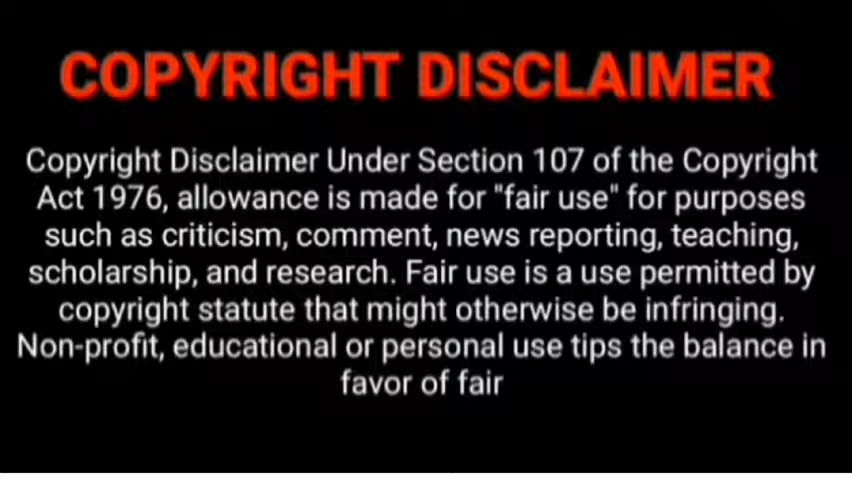 COPYRIGHT DISCLAIMER
Copyright Disclaimer Under Section 107 of the Copyright
Act 1976, allowance is made for "fair use" for purposes
such as criticism, comment, news reporting, teaching,
scholarship, and research. Fair use is a use permitted by
copyright statute that might otherwise be infringing.
Non-profit, educational or personal use tips the balance in
favor of fair